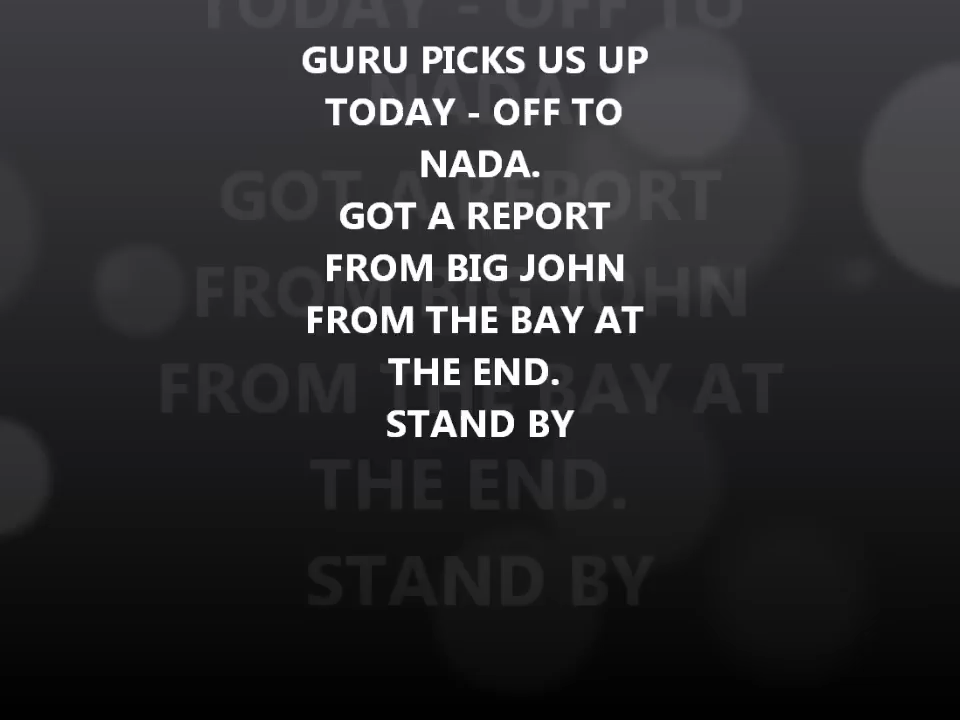 GURU PICKS US UP
TODAY - OFF TO
NADA.
GOT A REPORT
FROM BIG JOHN
FROM THE BAY AT
THE END.
STAND BY